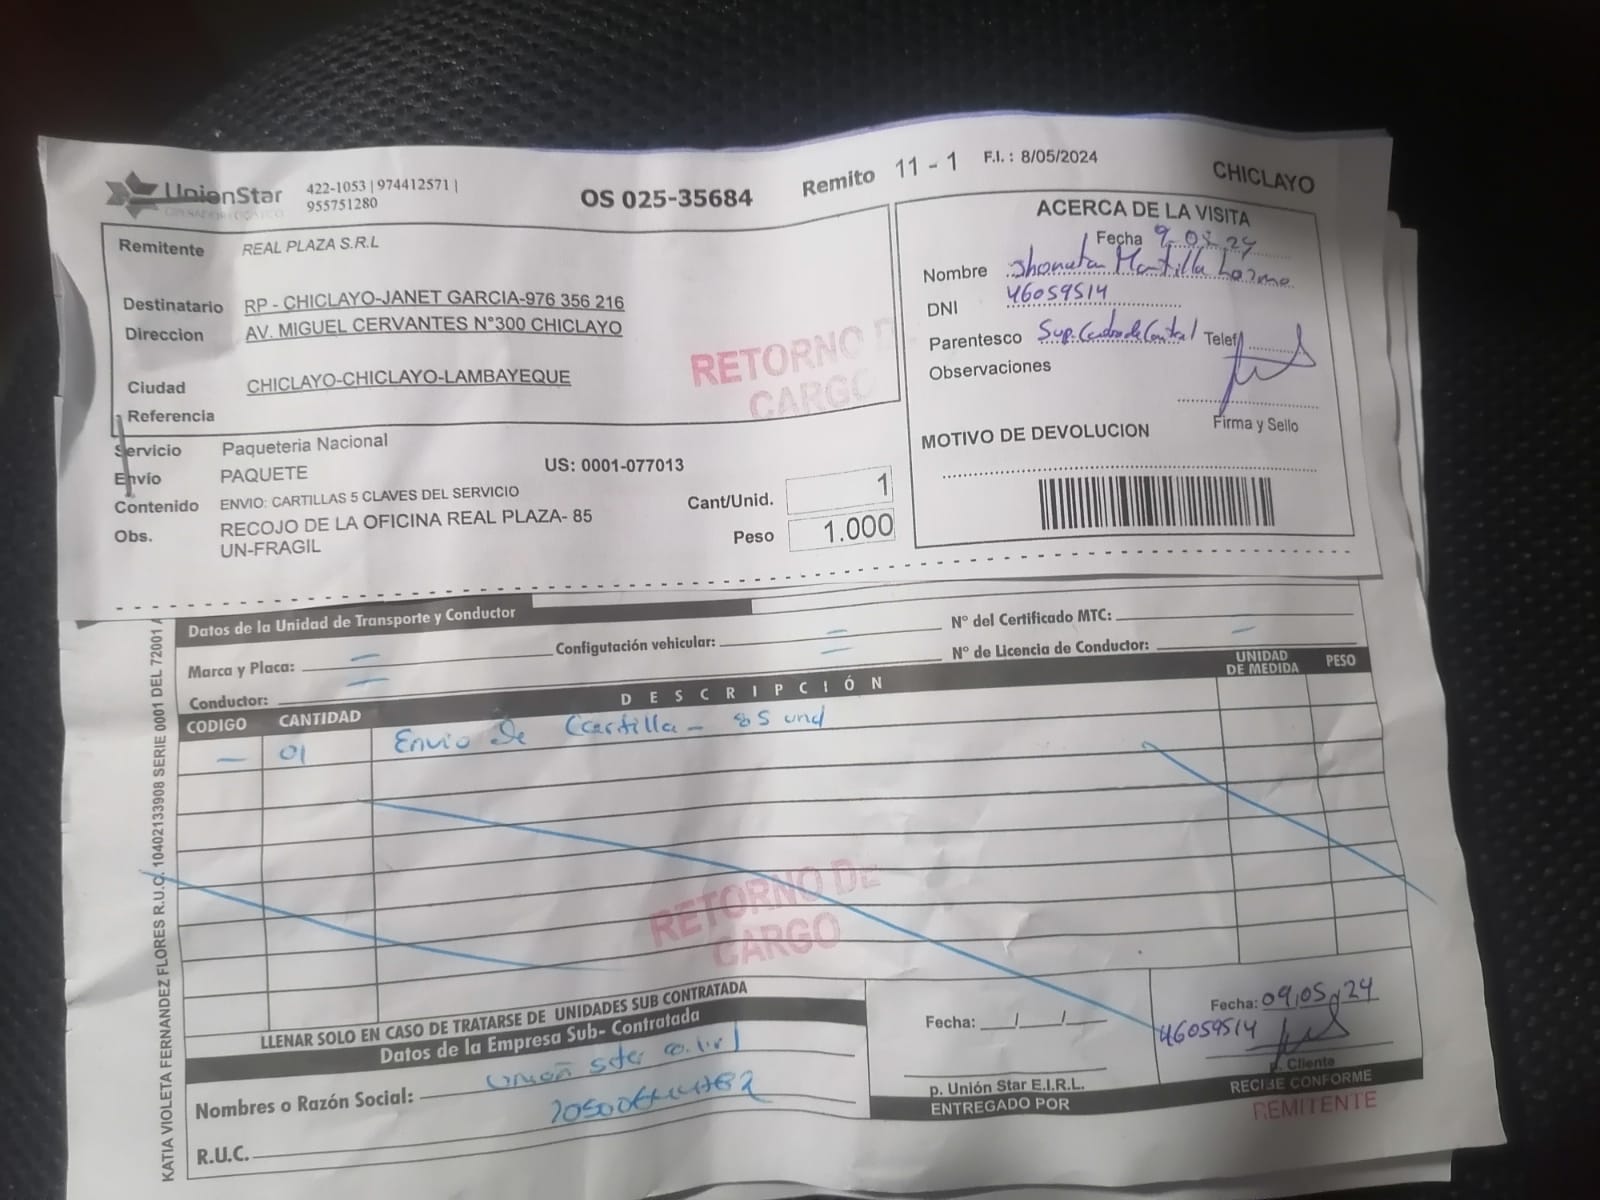 UnionStar
422-1053 | 974412571 |
955751280
OS 025-35684
Remito 11 - 1
F.I. : 8/05/2024
CHICLAYO
Remitente REAL PLAZA S.R.L
Destinatario RP - CHICLAYO-JANET GARCIA-976 356 216
Direccion AV. MIGUEL CERVANTES N°300 CHICLAYO
Ciudad CHICLAYO-CHICLAYO-LAMBAYEQUE
Referencia
RETORNO DE
CARGO
Servicio Paqueteria Nacional
Envío PAQUETE
US: 0001-077013
Contenido ENVIO: CARTILLAS 5 CLAVES DEL SERVICIO
Obs. RECOJO DE LA OFICINA REAL PLAZA- 85
UN-FRAGIL
Cant/Unid. 1
Peso 1.000
ACERCA DE LA VISITA
Fecha 9.05.24
Nombre Mantilla
DNI 46059514
Parentesco Sup. Telef
Observaciones
Firma y Sello
MOTIVO DE DEVOLUCION
KATIA VIOLETA FERNANDEZ FLORES R.U.C. 10402133908 SERIE 0001 DEL 72001 A
Datos de la Unidad de Transporte y Conductor
Marca y Placa:
Configutación vehicular:
N° del Certificado MTC:
N° de Licencia de Conductor:
Conductor:
CODIGO CANTIDAD DESCRIPCIÓN UNIDAD DE MEDIDA PESO
— 01 Envio de Cartilla - 85 und
RETORNO DE
CARGO
LLENAR SOLO EN CASO DE TRATARSE DE UNIDADES SUB CONTRATADA
Datos de la Empresa Sub- Contratada
Nombres o Razón Social: Unión
R.U.C.
Fecha: __/__/__
p. Unión Star E.I.R.L.
ENTREGADO POR
Fecha: 09.05.24
46059514
p. Cliente
RECIBE CONFORME
REMITENTE